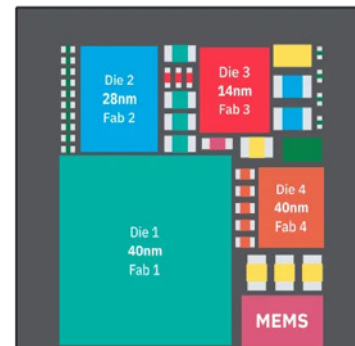 Die 2
28nm
Fab 2
Die 3
14nm
Fab 3
Die 1
40nm
Fab 1
Die 4
40nm
Fab 4
MEMS